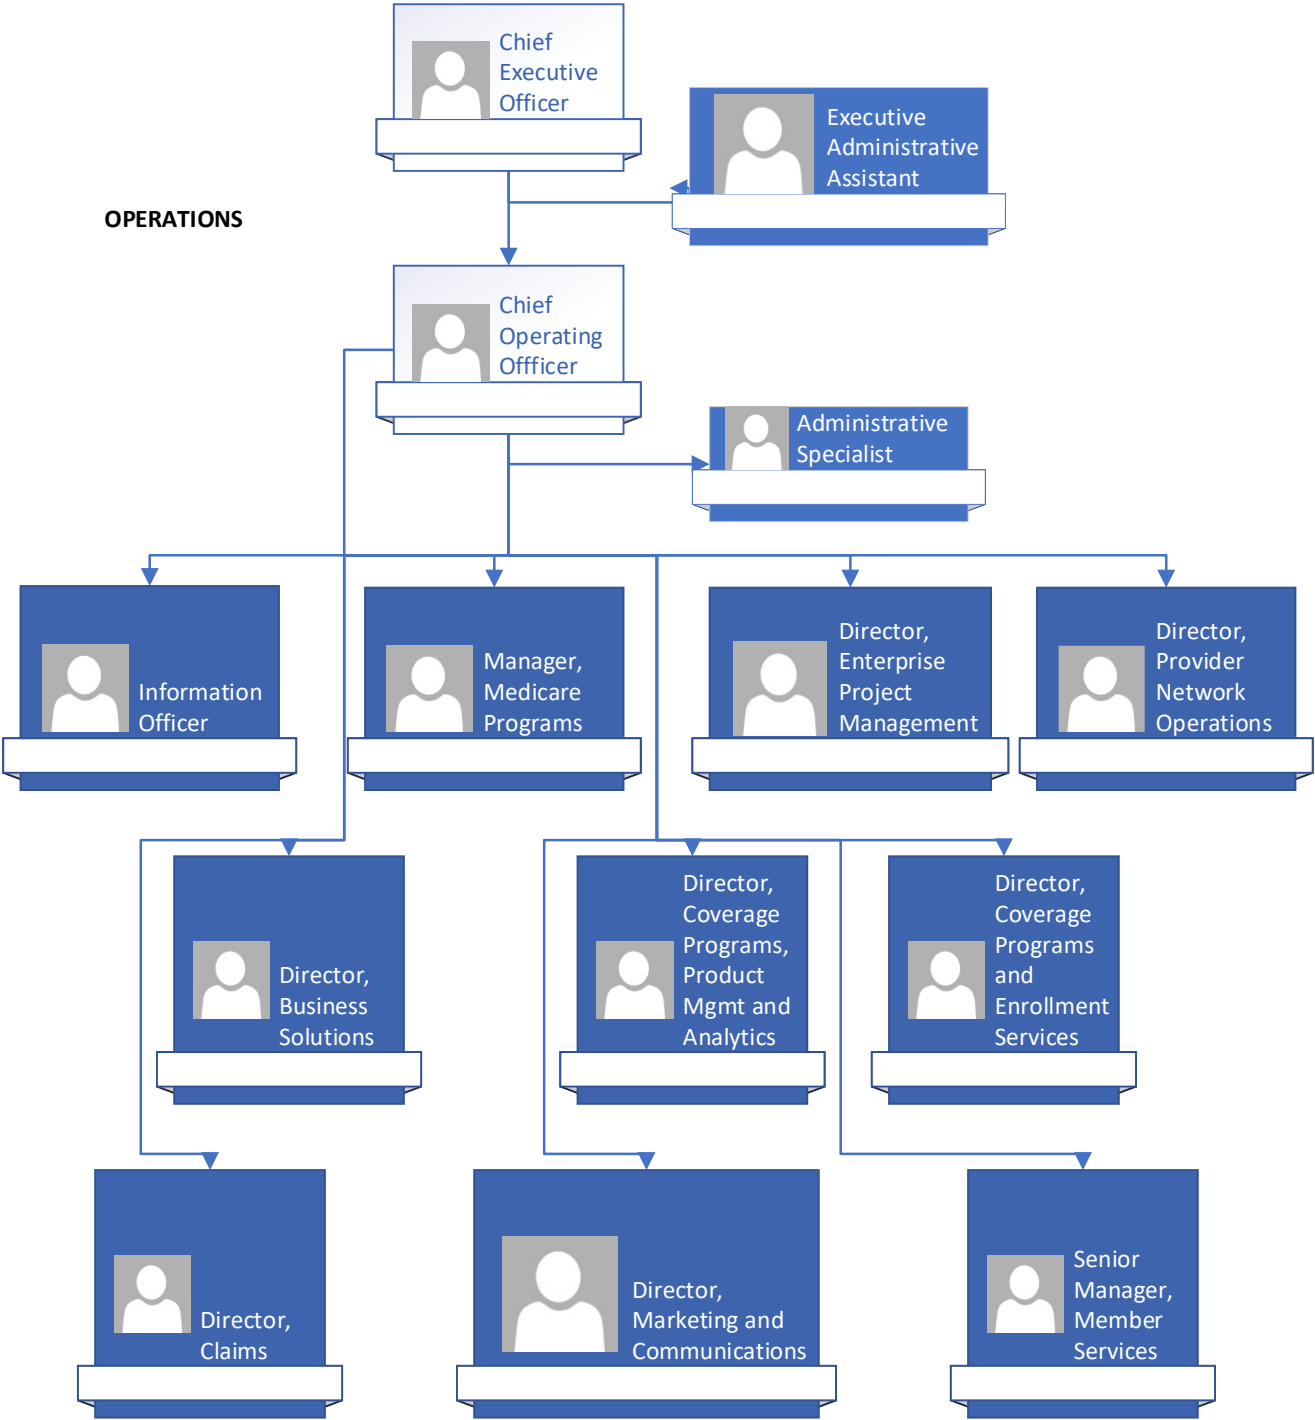 Chief
Executive
Officer
Executive
Administrative
Assistant
OPERATIONS
Chief
Operating
Offficer
Administrative
Specialist
Information
Officer
Manager,
Medicare
Programs
Director,
Enterprise
Project
Management
Director,
Provider
Network
Operations
Director,
Business
Solutions
Director,
Coverage
Programs,
Product
Mgmt and
Analytics
Director,
Coverage
Programs
and
Enrollment
Services
Director,
Claims
Director,
Marketing and
Communications
Senior
Manager,
Member
Services